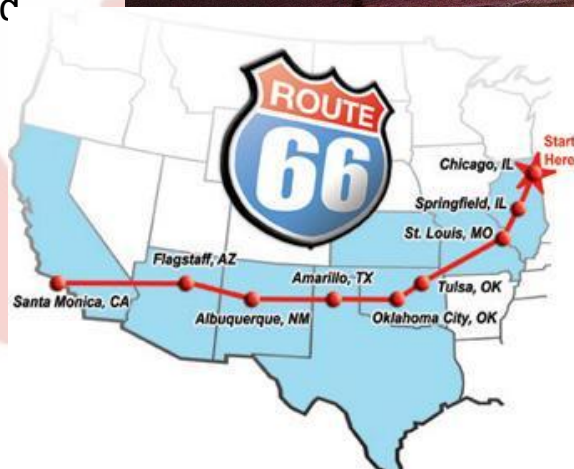 d
ROUTE
66
Start
Here
Chicago, IL
Springfield, IL
St. Louis, MO
Flagstaff, AZ
Amarillo, TX
Tulsa, OK
Santa Monica, CA
Albuquerque, NM
Oklahoma City, OK